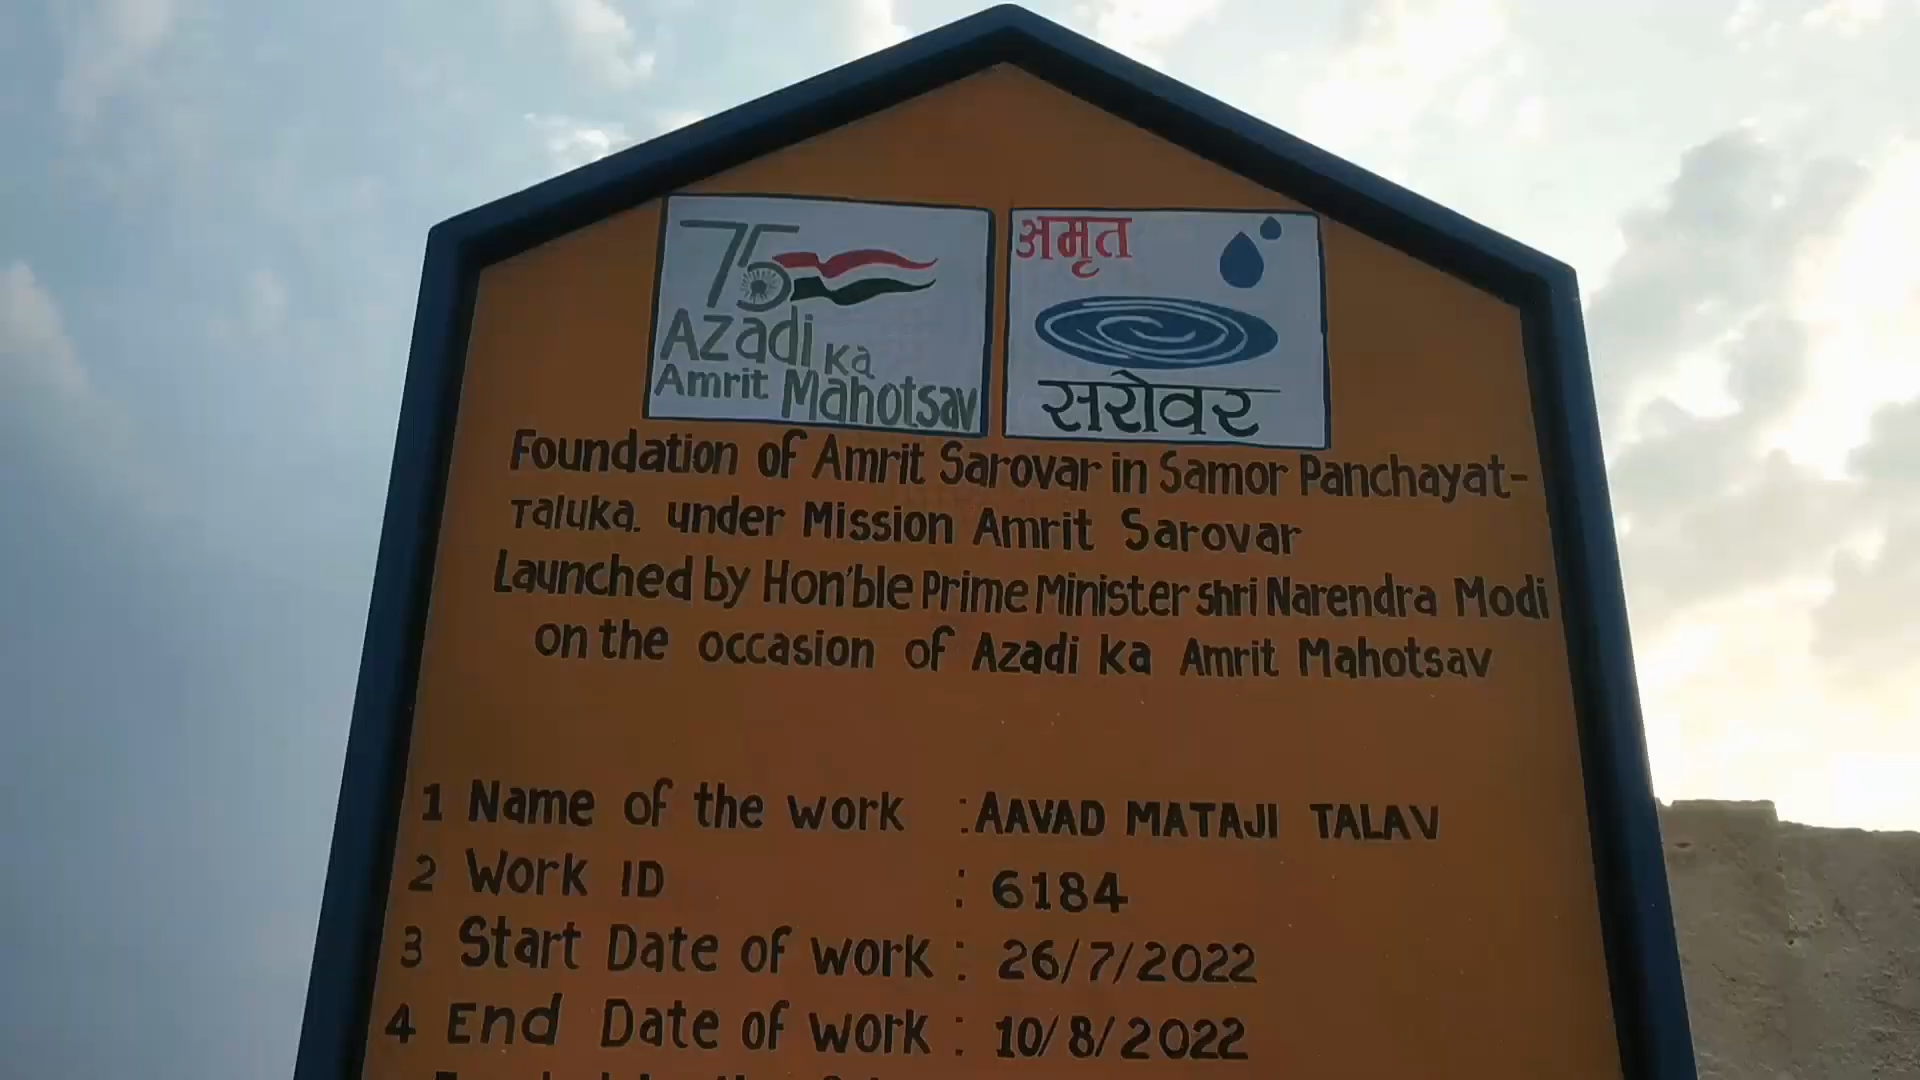 75
Azadi Ka
Amrit Mahotsav
अमृत
सरोवर
Foundation of Amrit Sarovar in Samor Panchayat-
Taluka. under Mission Amrit Sarovar
Launched by Hon'ble Prime Minister shri Narendra Modi
on the occasion of Azadi ka Amrit Mahotsav
1 Name of the work : AAVAD MATAJI TALAV
2 Work ID : 6184
3 Start Date of work : 26/7/2022
4 End Date of work : 10/8/2022